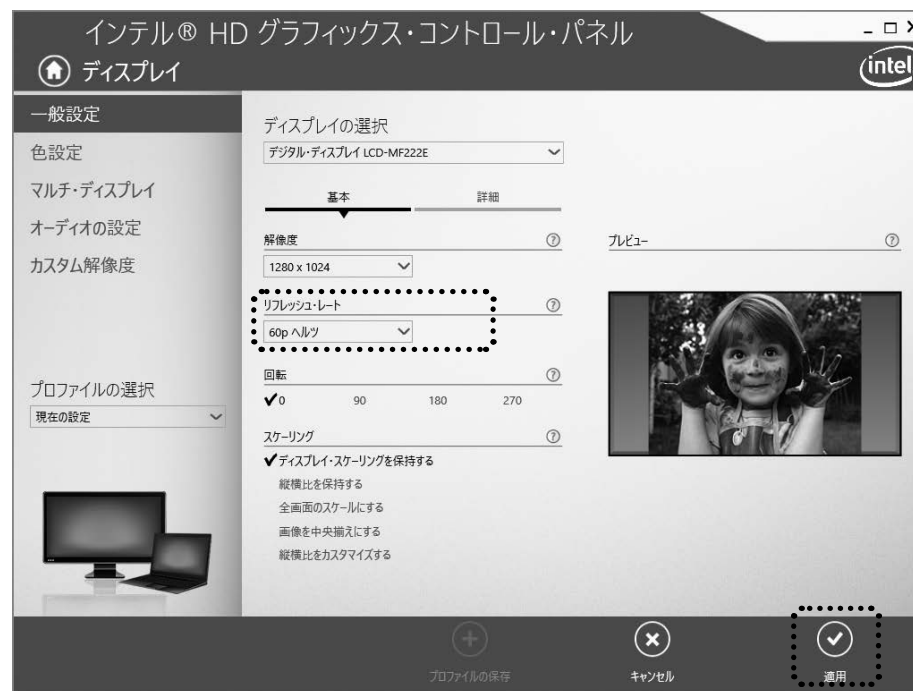 インテル® HD グラフィックス・コントロール・パネル
ディスプレイ
intel
一般設定
色設定
マルチ・ディスプレイ
オーディオの設定
カスタム解像度
プロファイルの選択
現在の設定
ディスプレイの選択
デジタル・ディスプレイ LCD-MF222E
基本
詳細
解像度
1280 x 1024
リフレッシュ・レート
60p ヘルツ
回転
0 90 180 270
スケーリング
ディスプレイ・スケーリングを保持する
縦横比を保持する
全画面のスケールにする
画像を中央揃えにする
縦横比をカスタマイズする
プレビュー
プロファイルの保存
キャンセル
適用